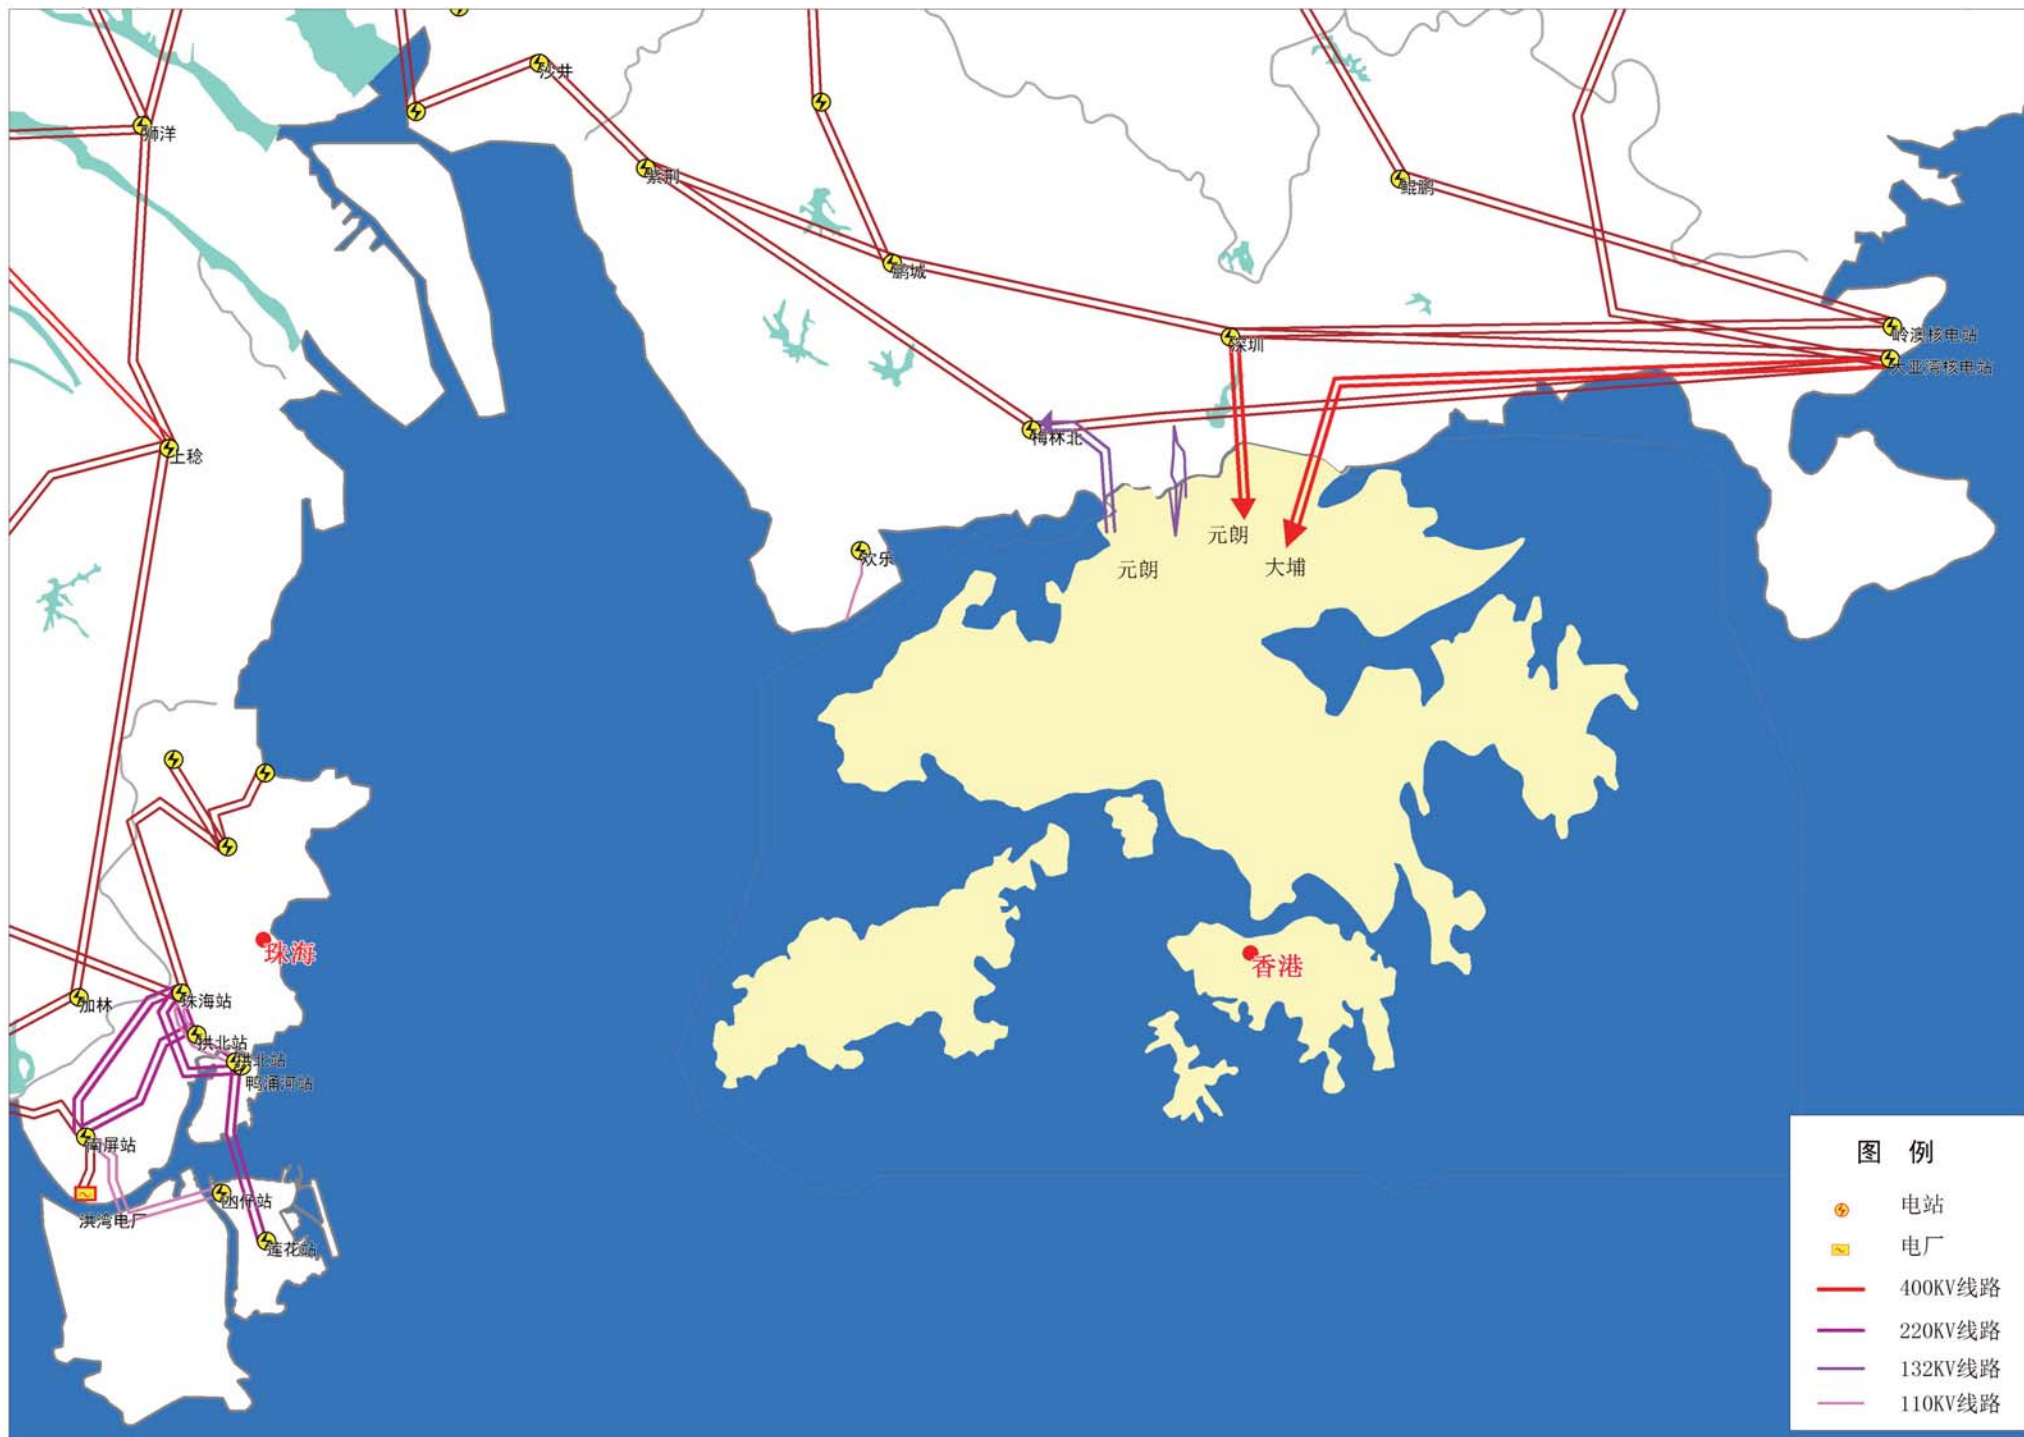 沙井
狮洋
紫荆
鲲鹏
鹏城
岭澳核电站
深圳
大亚湾核电站
梅林北
上稔
元朗
欢乐
大埔
元朗
珠海
香港
加林
珠海站
拱北站
拱北站
鸭涌河站
南屏站
氹仔站
洪湾电厂
莲花站
图 例
电站
电厂
400KV线路
220KV线路
132KV线路
110KV线路